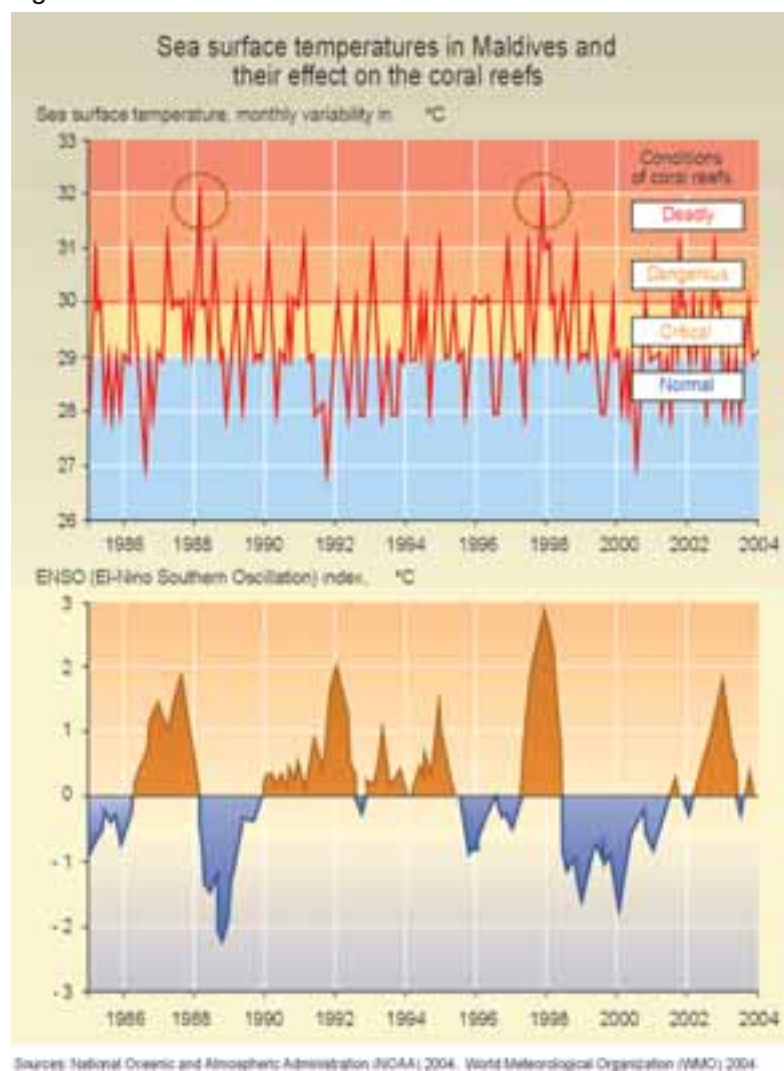 Sea surface temperatures in Maldives and
their effect on the coral reefs
Sea surface temperature, monthly variability in °C
33
32
31
30
29
28
27
26
Conditions
of coral reefs
Deadly
Dangerous
Critical
Normal
1986 1988 1990 1992 1994 1996 1998 2000 2002 2004
ENSO (El-Nino Southern Oscillation) index, °C
3
2
1
0
- 1
- 2
- 3
1986 1988 1990 1992 1994 1996 1998 2000 2002 2004
Sources: National Oceanic and Atmospheric Administration (NOAA) 2004. World Meteorological Organization (WMO) 2004